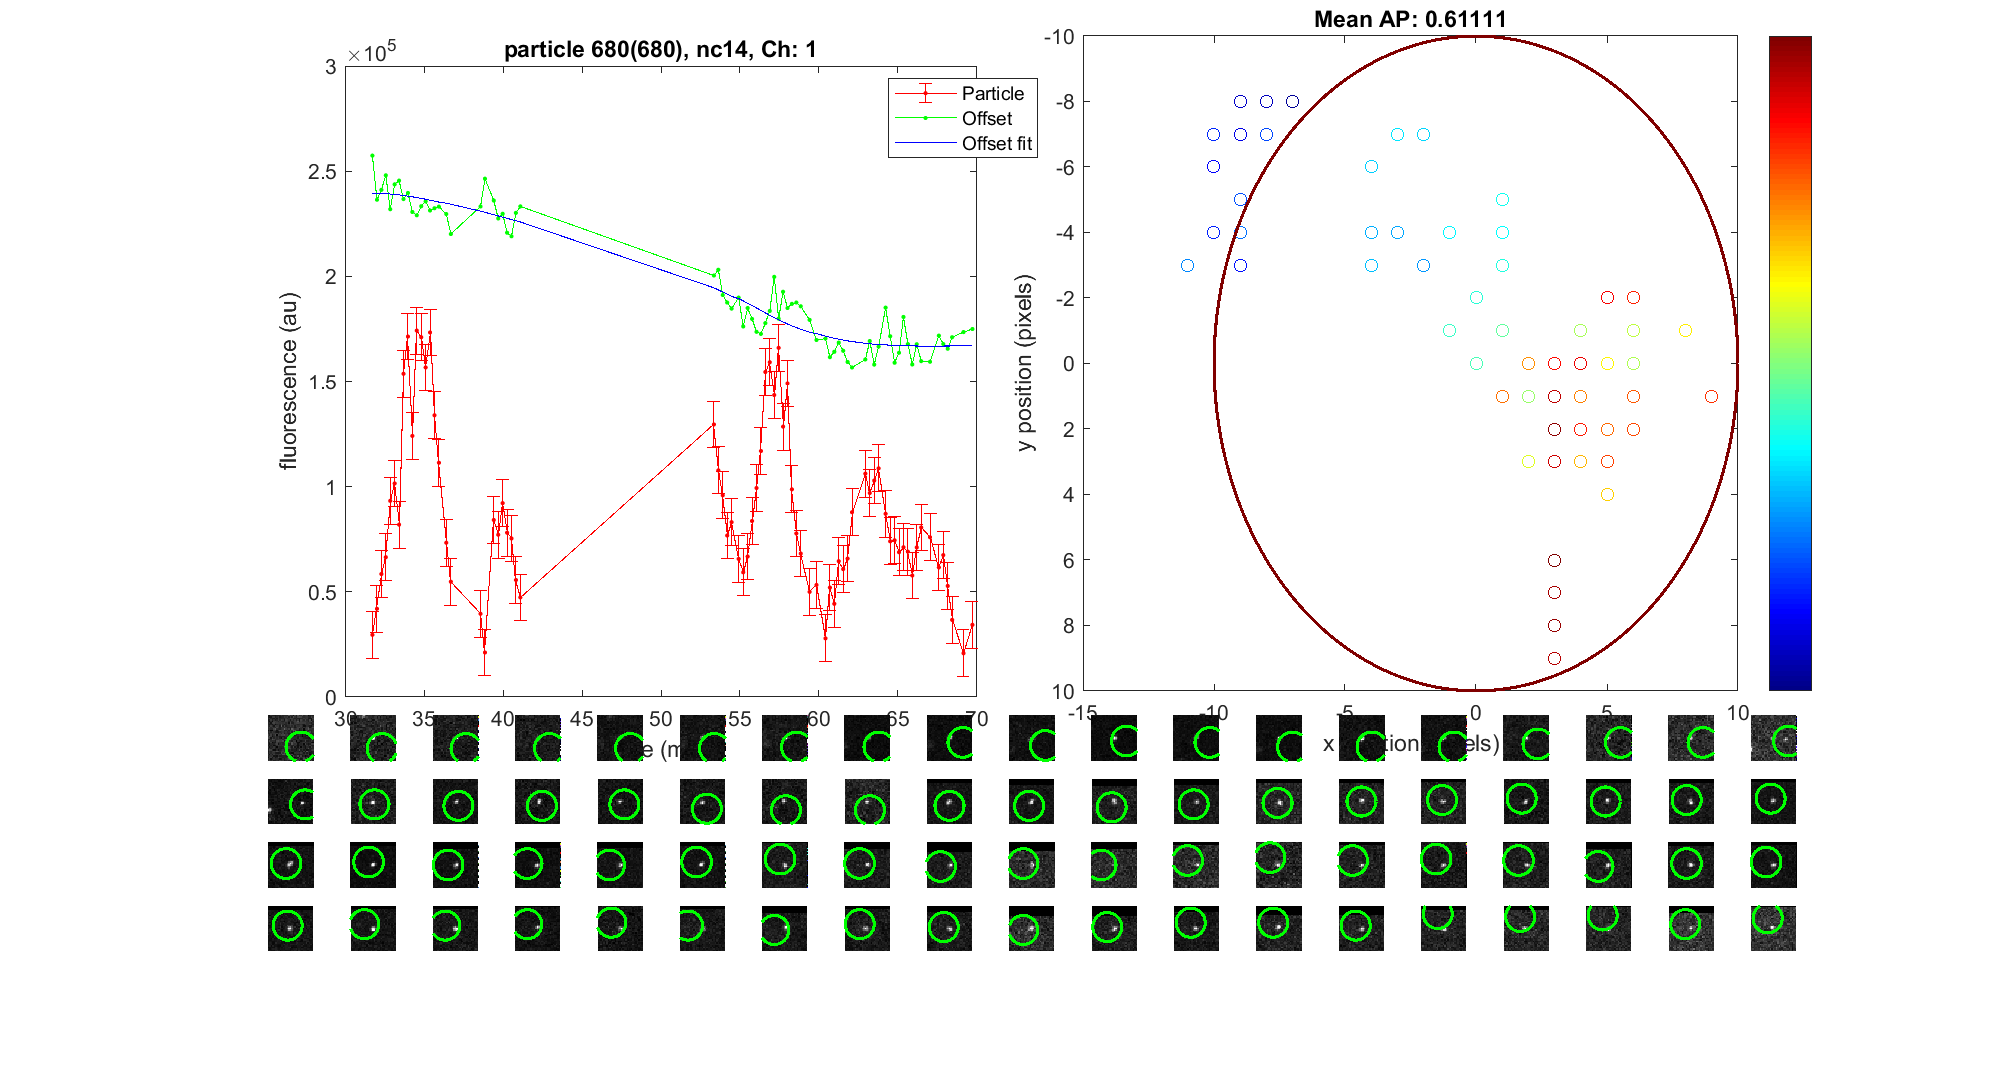 Mean AP: 0.61111
particle 680(680), nc14, Ch: 1
×10^5
Particle
Offset
Offset fit
fluorescence (au)
3
2.5
2
1.5
1
0.5
0
30 35 40 45 50 55 60 65 70
e (m
y position (pixels)
-10
-8
-6
-4
-2
0
2
4
6
8
10
-15 -10 -5 0 5 10
x tion els)